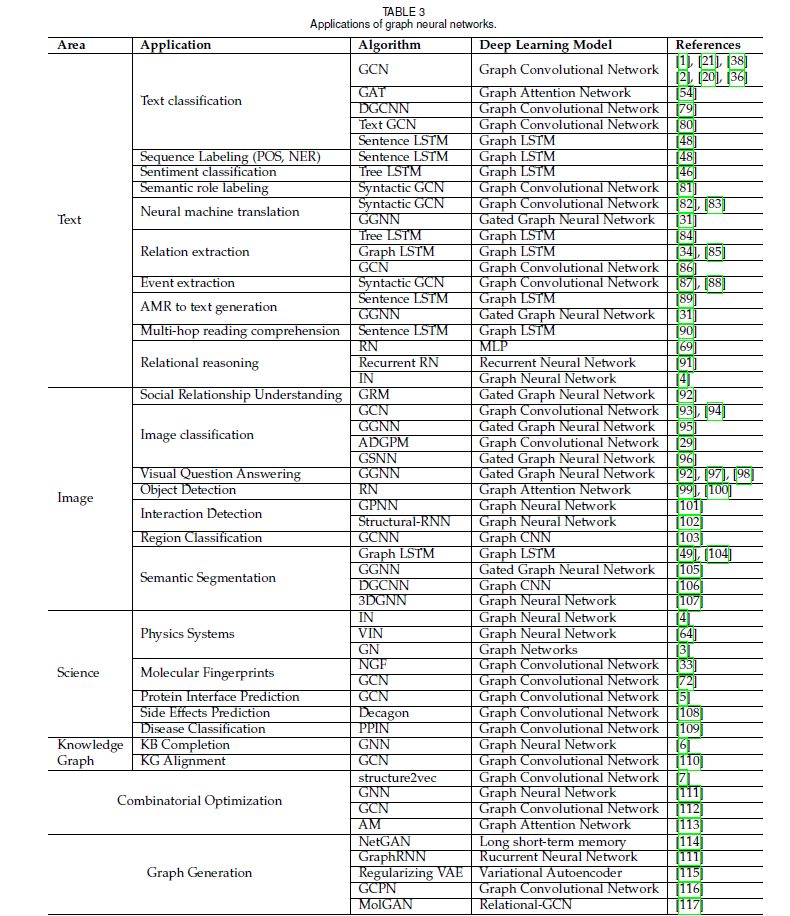 TABLE 3
Applications of graph neural networks.
Area Application Algorithm Deep Learning Model References
Text
Text classification
GCN Graph Convolutional Network [1], [21], [38]
[2], [20], [36]
GAT Graph Attention Network [54]
DGCNN Graph Convolutional Network [79]
Text GCN Graph Convolutional Network [80]
Sentence LSTM Graph LSTM [48]
Sequence Labeling (POS, NER) Sentence LSTM Graph LSTM [48]
Sentiment classification Tree LSTM Graph LSTM [46]
Semantic role labeling Syntactic GCN Graph Convolutional Network [81]
Neural machine translation
Syntactic GCN Graph Convolutional Network [82], [83]
GGNN Gated Graph Neural Network [31]
Relation extraction
Tree LSTM Graph LSTM [84]
Graph LSTM Graph LSTM [34], [85]
GCN Graph Convolutional Network [86]
Event extraction Syntactic GCN Graph Convolutional Network [87], [88]
AMR to text generation
Sentence LSTM Graph LSTM [89]
GGNN Gated Graph Neural Network [31]
Multi-hop reading comprehension Sentence LSTM Graph LSTM [90]
Relational reasoning
RN MLP [69]
Recurrent RN Recurrent Neural Network [91]
IN Graph Neural Network [4]
Image
Social Relationship Understanding GRM Gated Graph Neural Network [92]
Image classification
GCN Graph Convolutional Network [93], [94]
GGNN Gated Graph Neural Network [95]
ADGPM Graph Convolutional Network [29]
GSNN Gated Graph Neural Network [96]
Visual Question Answering GGNN Gated Graph Neural Network [92], [97], [98]
Object Detection RN Graph Attention Network [99], [100]
Interaction Detection
GPNN Graph Neural Network [101]
Structural-RNN Graph Neural Network [102]
Region Classification GCNN Graph CNN [103]
Semantic Segmentation
Graph LSTM Graph LSTM [49], [104]
GGNN Gated Graph Neural Network [105]
DGCNN Graph CNN [106]
3DGNN Graph Neural Network [107]
Science
Physics Systems
IN Graph Neural Network [4]
VIN Graph Neural Network [64]
GN Graph Networks [3]
Molecular Fingerprints
NGF Graph Convolutional Network [33]
GCN Graph Convolutional Network [72]
Protein Interface Prediction GCN Graph Convolutional Network [5]
Side Effects Prediction Decagon Graph Convolutional Network [108]
Disease Classification PPIN Graph Convolutional Network [109]
Knowledge
Graph
KB Completion GNN Graph Neural Network [6]
KG Alignment GCN Graph Convolutional Network [110]
Combinatorial Optimization
structure2vec Graph Convolutional Network [7]
GNN Graph Neural Network [111]
GCN Graph Convolutional Network [112]
AM Graph Attention Network [113]
Graph Generation
NetGAN Long short-term memory [114]
GraphRNN Rucurrent Neural Network [111]
Regularizing VAE Variational Autoencoder [115]
GCPN Graph Convolutional Network [116]
MolGAN Relational-GCN [117]